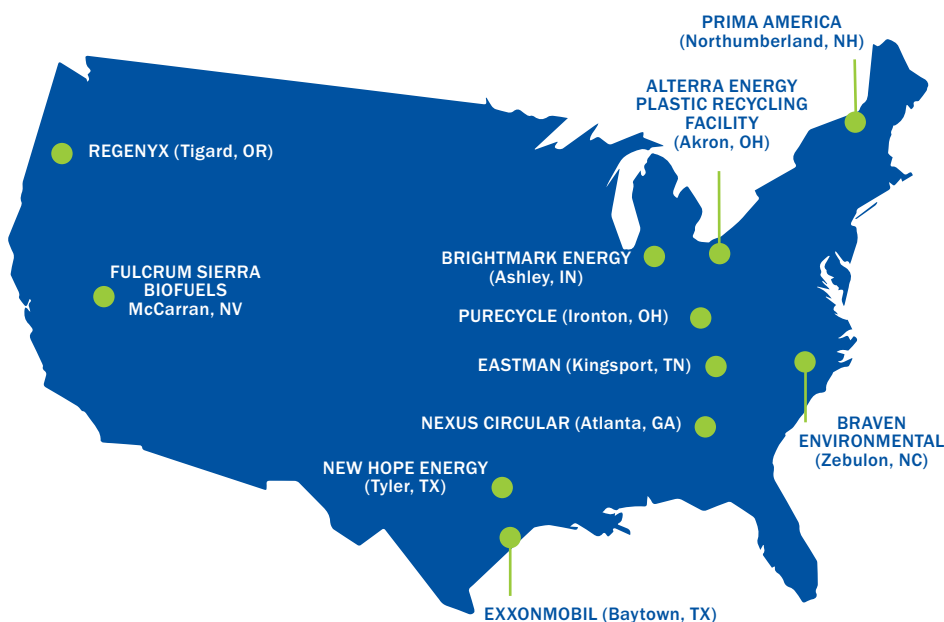 PRIMA AMERICA
(Northumberland, NH)
ALTERRA ENERGY
PLASTIC RECYCLING
FACILITY
(Akron, OH)
REGENYX (Tigard, OR)
BRIGHTMARK ENERGY
(Ashley, IN)
FULCRUM SIERRA
BIOFUELS
McCarran, NV
PURECYCLE (Ironton, OH)
EASTMAN (Kingsport, TN)
NEXUS CIRCULAR (Atlanta, GA)
BRAVEN
ENVIRONMENTAL
(Zebulon, NC)
NEW HOPE ENERGY
(Tyler, TX)
EXXONMOBIL (Baytown, TX)